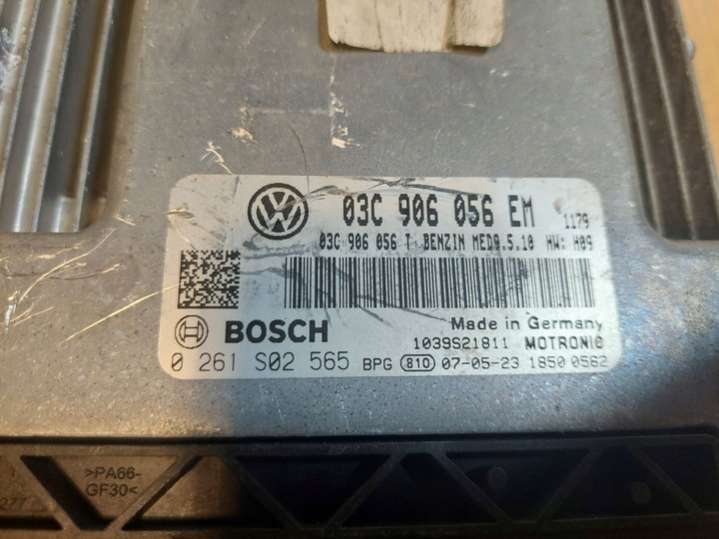 03C 906 056 EM 1179
03C 906 056 T BENZIN MED9.5.10 HW: H09
BOSCH
Made in Germany
1039S21811 MOTRONIC
0 261 S02 565 BPG 810 07-05-23 1850 0562
>PA66-
GF30<